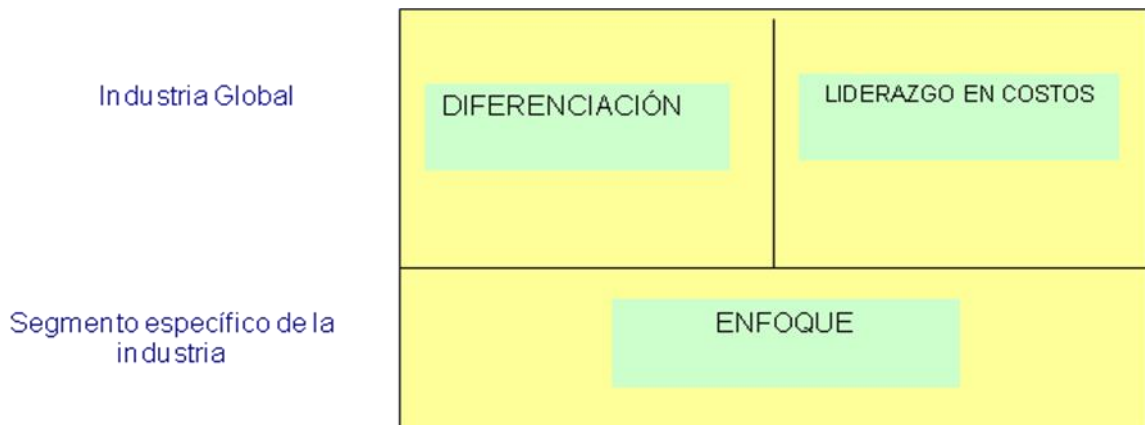 Industria Global
DIFERENCIACIÓN
LIDERAZGO EN COSTOS
Segmento específico de la
industria
ENFOQUE